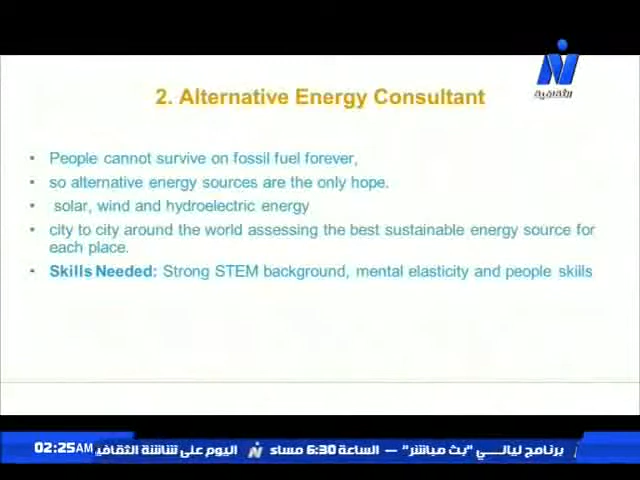 الثقافية
2. Alternative Energy Consultant
• People cannot survive on fossil fuel forever,
• so alternative energy sources are the only hope.
• solar, wind and hydroelectric energy
• city to city around the world assessing the best sustainable energy source for
each place.
• Skills Needed: Strong STEM background, mental elasticity and people skills
02:25AM
برنامج ليالـــي "بث مباشر" — الساعة 6:30 مساء N اليوم على شاشة الثقافي